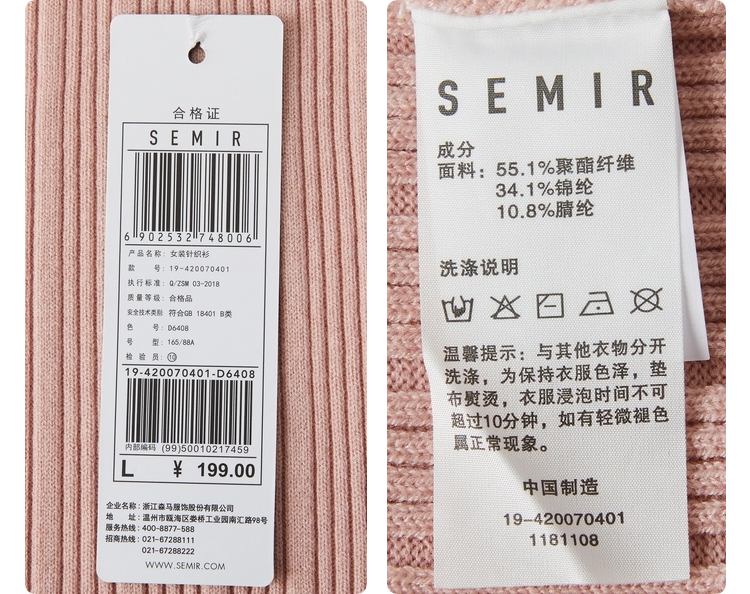 合格证
SEMIR
6 902532 748006
产品名称: 女装针织衫
款 号: 19-420070401
执行标准: Q/ZSM 03-2018
质量等级: 合格品
安全技术类别 符合GB 18401 B类
色 号: D6408
号 型: 165/88A
检 验 员: ⑩
19-420070401-D6408
内部编码 (99)50010217459
L ¥ 199.00
企业名称: 浙江森马服饰股份有限公司
地 址: 温州市瓯海区娄桥工业园南汇路98号
服务热线: 400-8877-588
招商热线: 021-67288111
021-67288222
WWW.SEMIR.COM
SEMIR
成分
面料: 55.1%聚酯纤维
34.1%锦纶
10.8%腈纶
洗涤说明
温馨提示: 与其他衣物分开
洗涤，为保持衣服色泽，垫
布熨烫，衣服浸泡时间不可
超过10分钟，如有轻微褪色
属正常现象。
中国制造
19-420070401
1181108